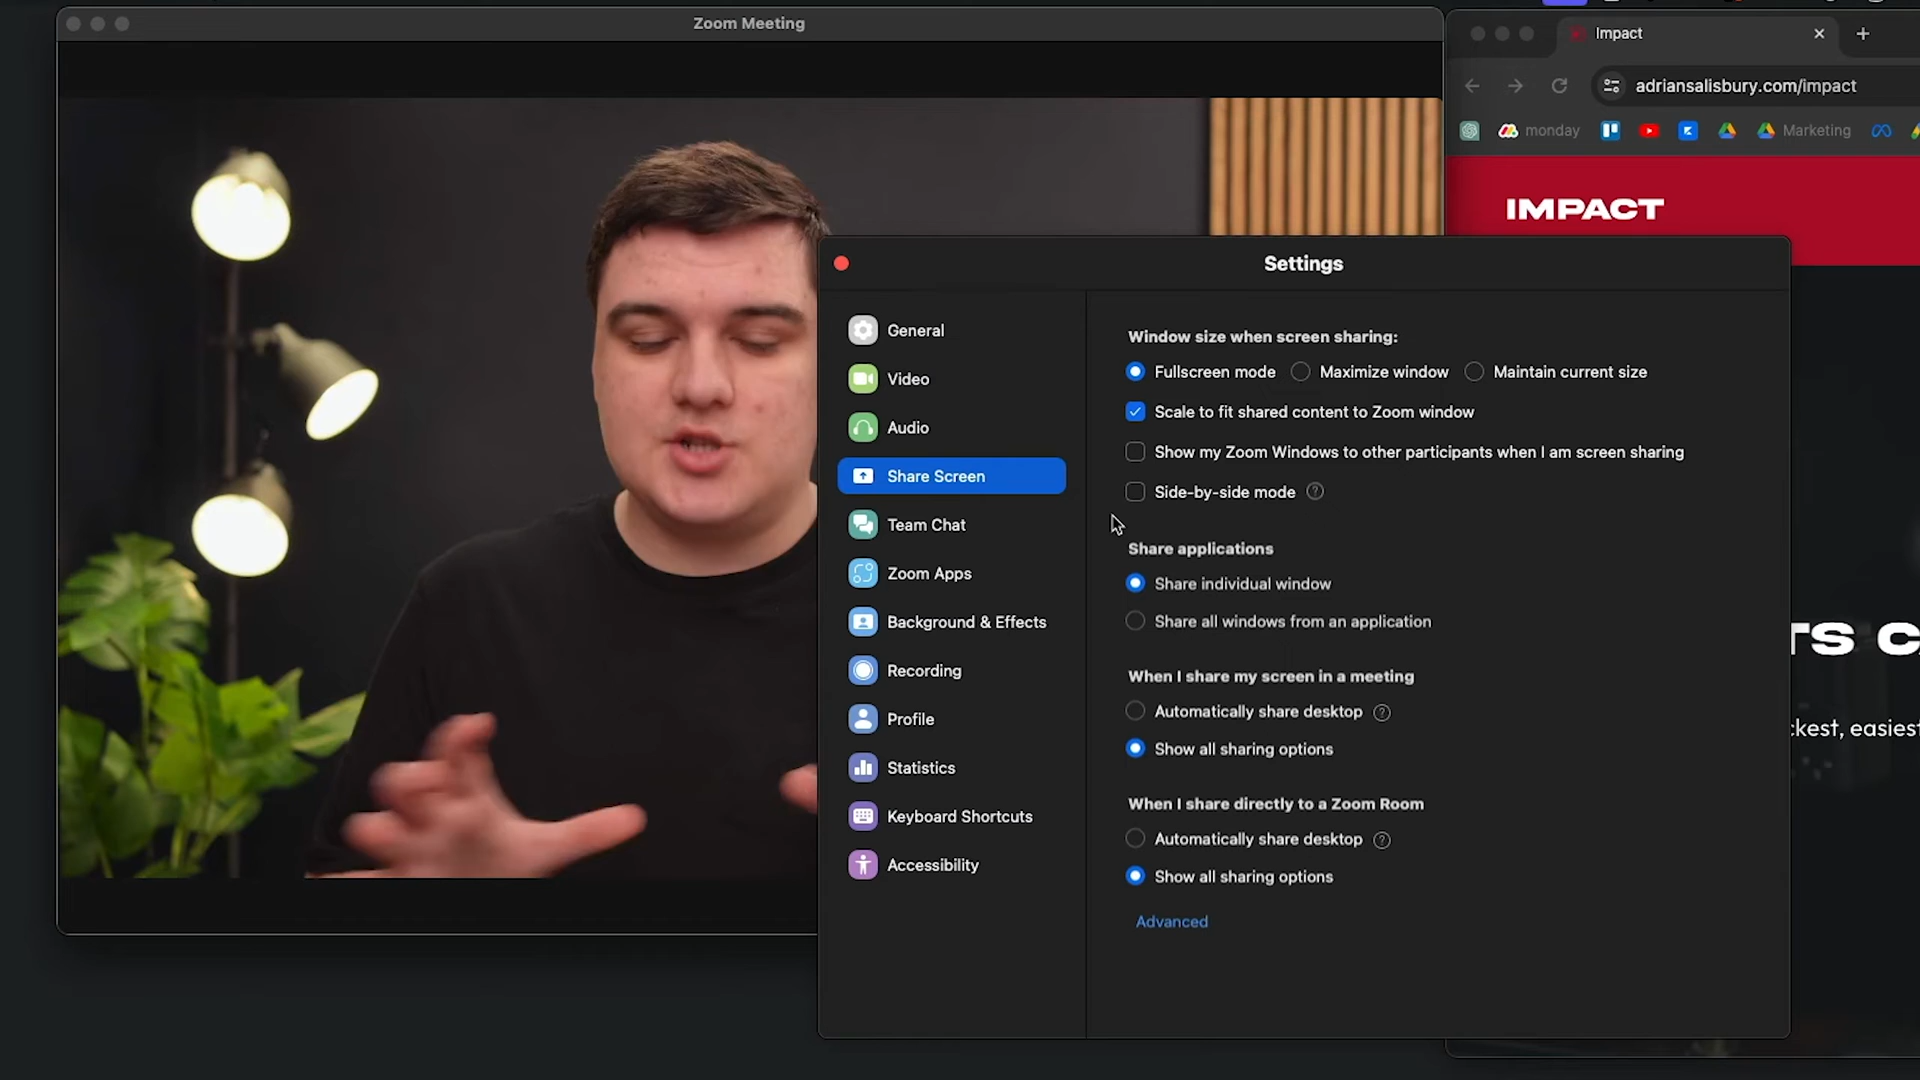 Zoom Meeting
Impact
adriansalisbury.com/impact
monday
Marketing
IMPACT
Settings
General
Video
Audio
Share Screen
Team Chat
Zoom Apps
Background & Effects
Recording
Profile
Statistics
Keyboard Shortcuts
Accessibility
Window size when screen sharing:
Fullscreen mode
Maximize window
Maintain current size
Scale to fit shared content to Zoom window
Show my Zoom Windows to other participants when I am screen sharing
Side-by-side mode
Share applications
Share individual window
Share all windows from an application
When I share my screen in a meeting
Automatically share desktop
Show all sharing options
When I share directly to a Zoom Room
Automatically share desktop
Show all sharing options
Advanced
easiest